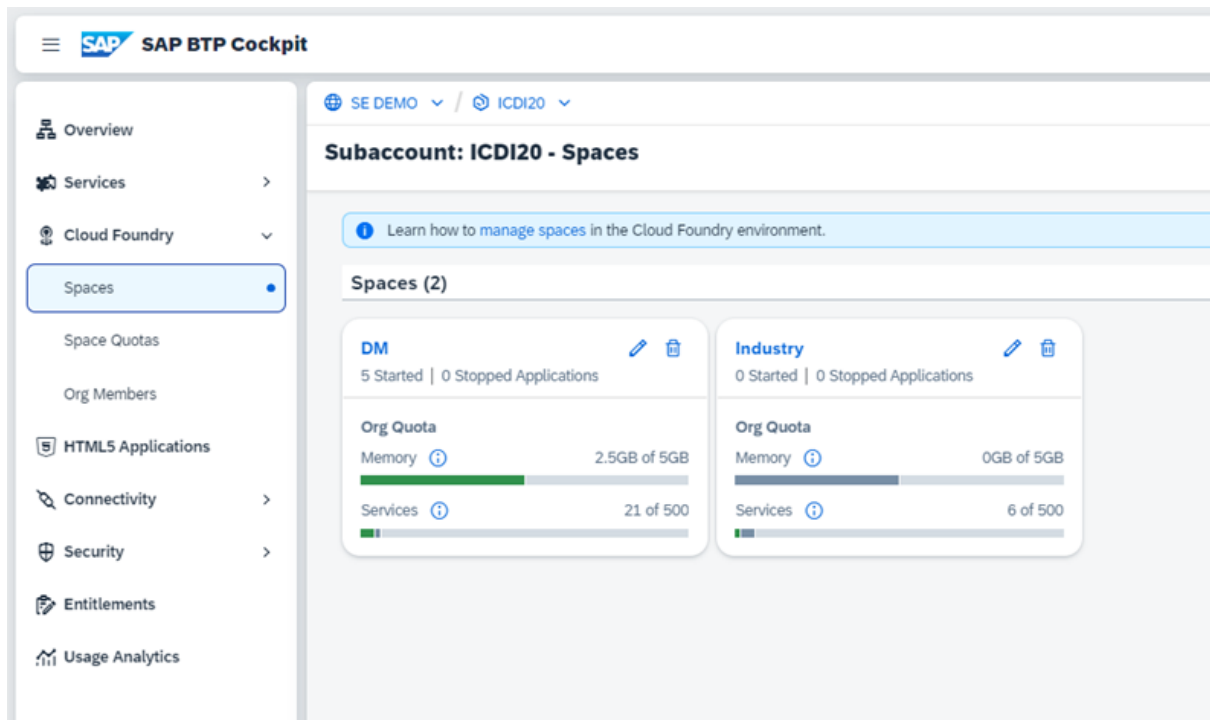 SAP SAP BTP Cockpit
Overview
Services
Cloud Foundry
Spaces
Space Quotas
Org Members
HTML5 Applications
Connectivity
Security
Entitlements
Usage Analytics
SE DEMO / ICDI20
Subaccount: ICDI20 - Spaces
Learn how to manage spaces in the Cloud Foundry environment.
Spaces (2)
DM
5 Started | 0 Stopped Applications
Org Quota
Memory 2.5GB of 5GB
Services 21 of 500
Industry
0 Started | 0 Stopped Applications
Org Quota
Memory 0GB of 5GB
Services 6 of 500